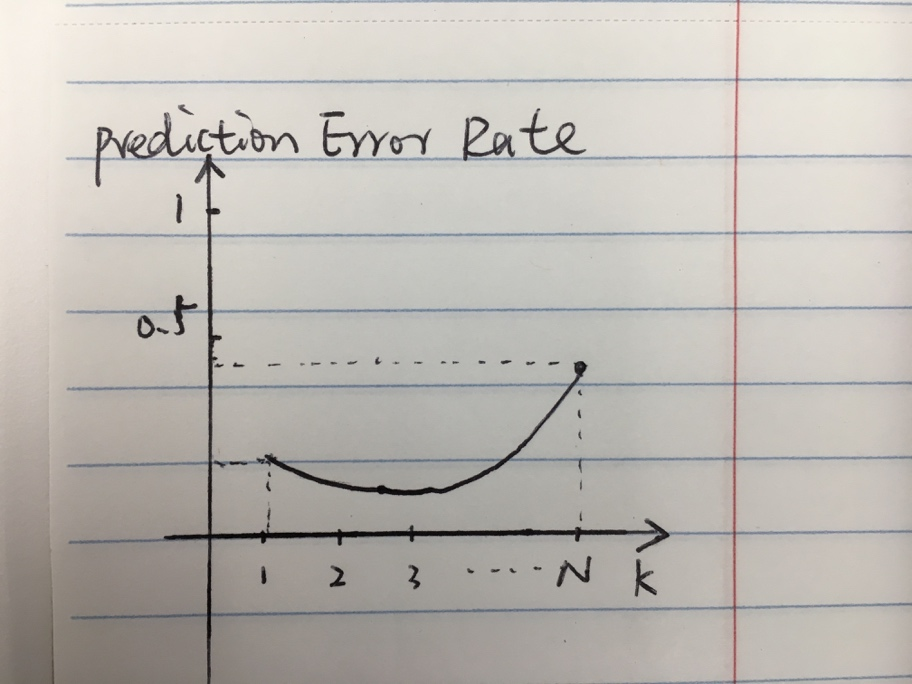 prediction Error Rate
1
0.5
1 2 3 ---- N K